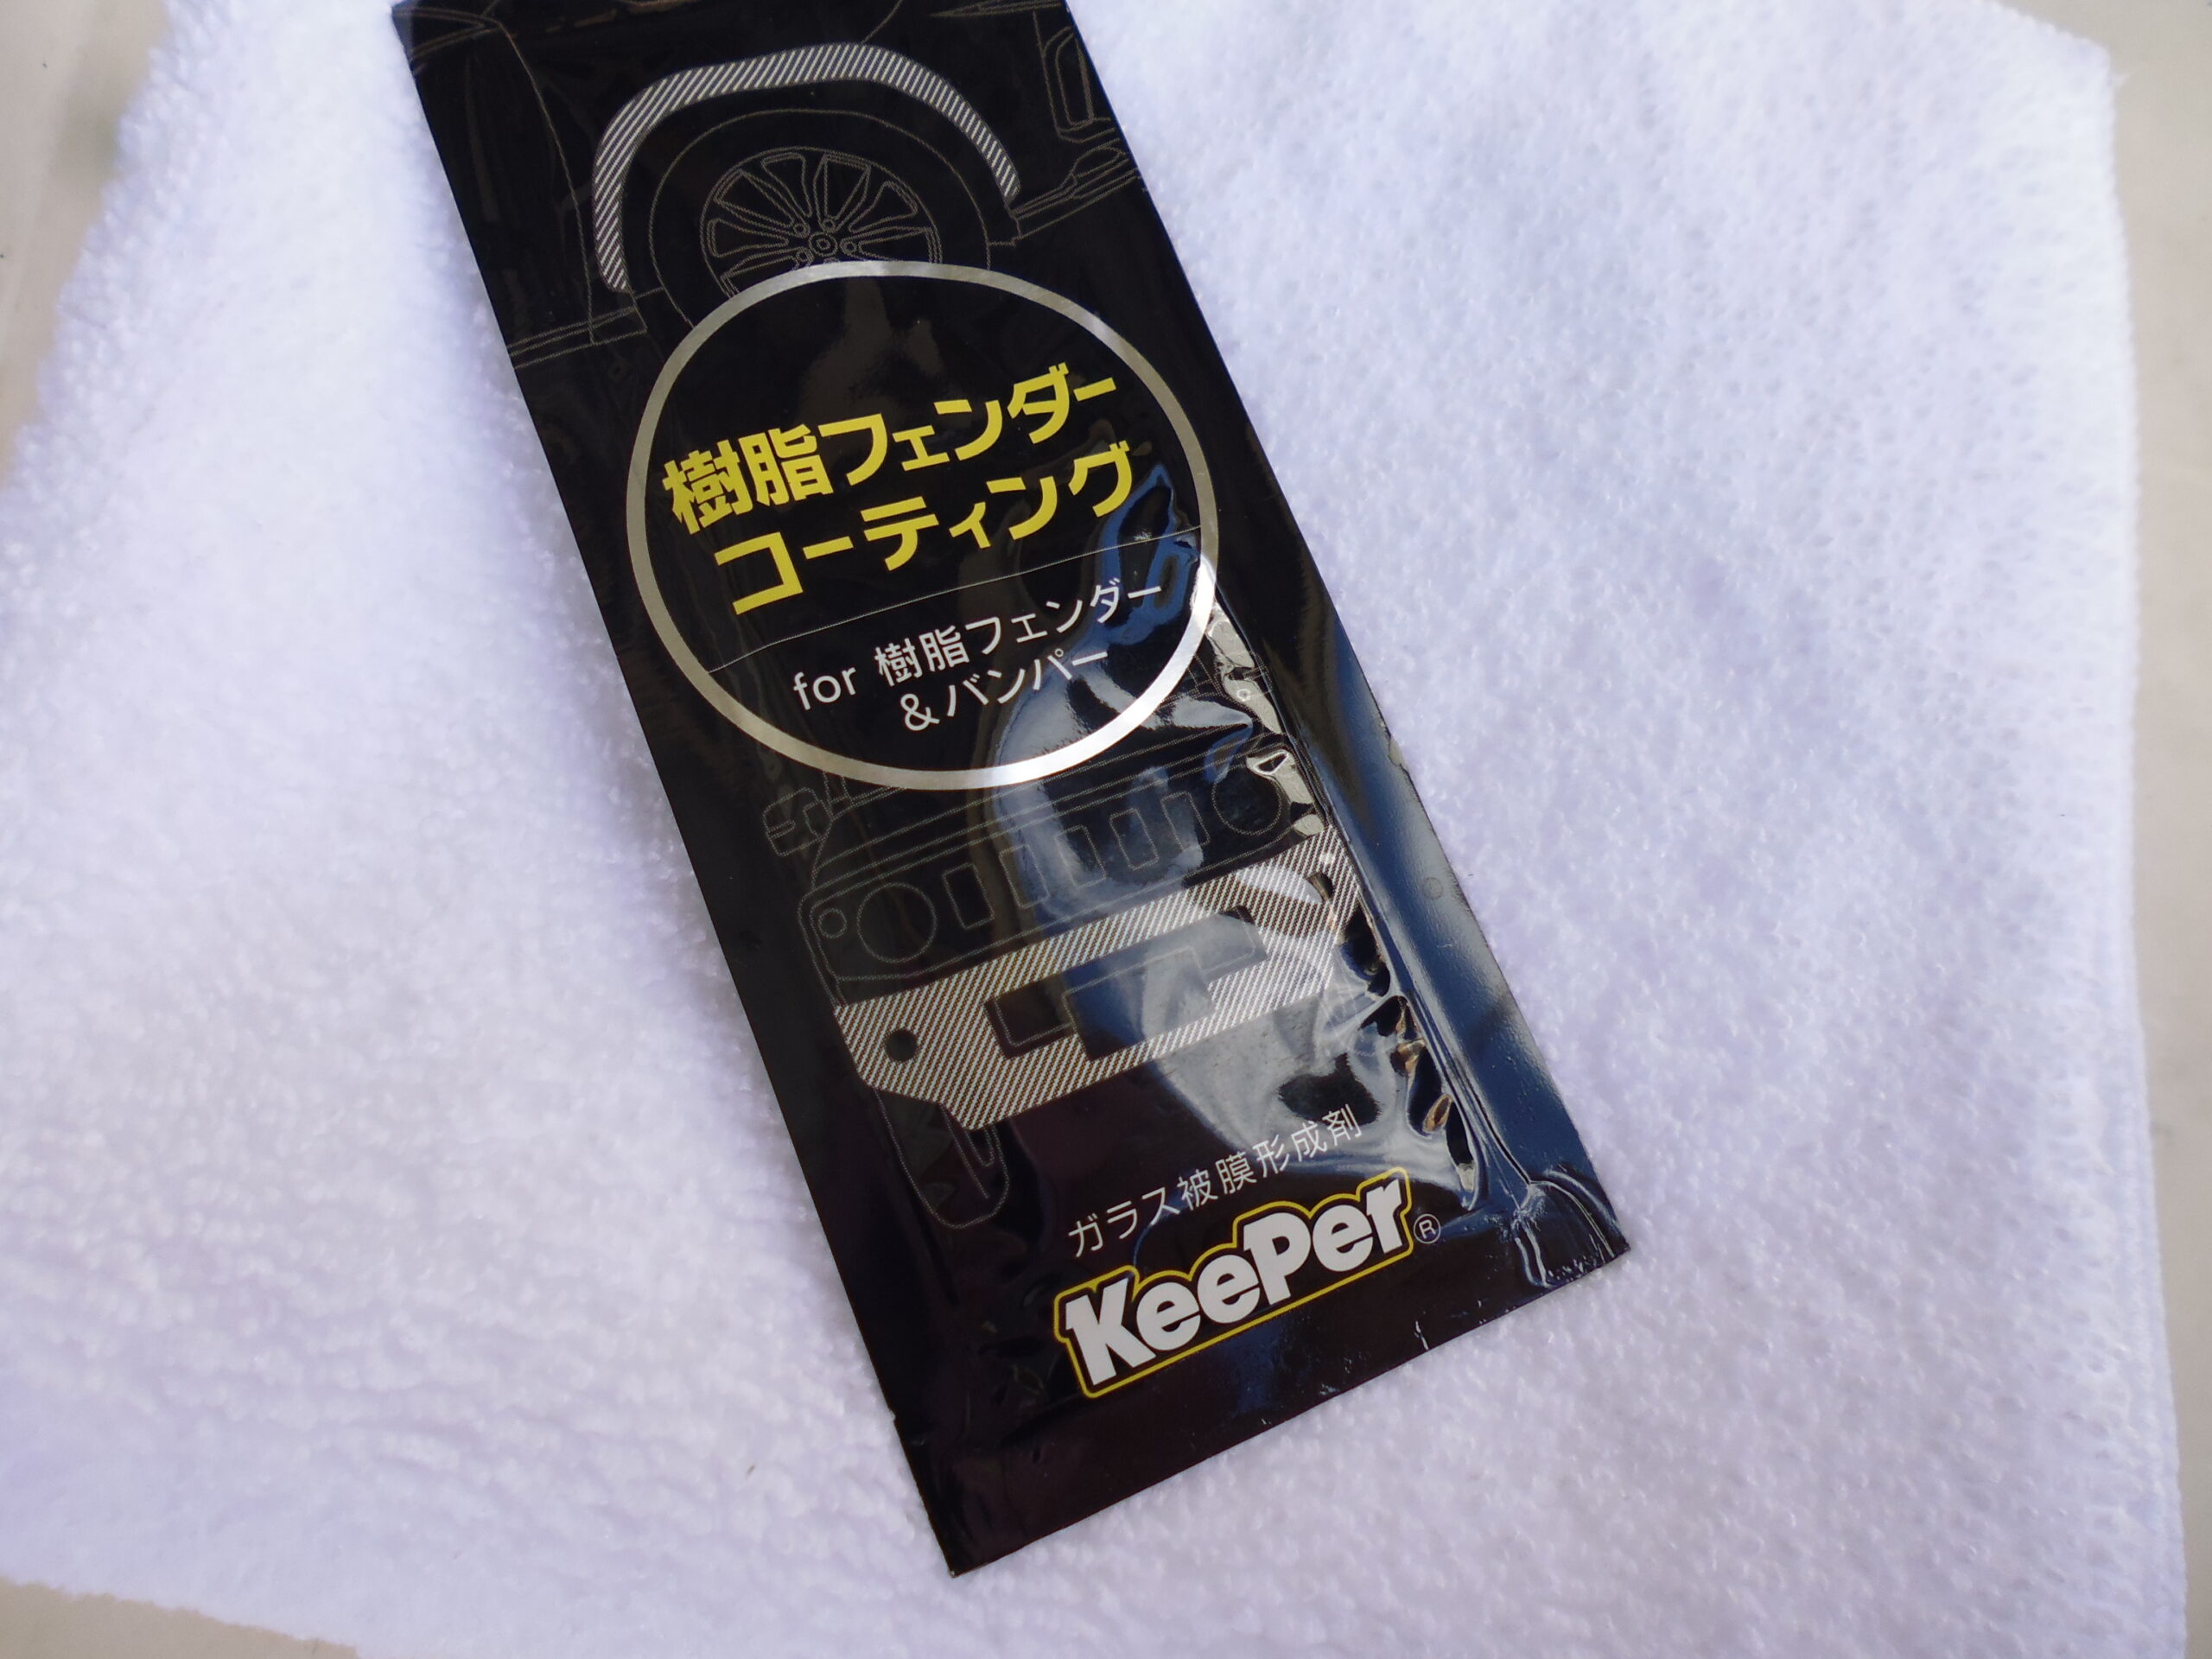 樹脂フェンダー
コーティング
for 樹脂フェンダー
&バンパー
ガラス被膜形成剤
KeePer®